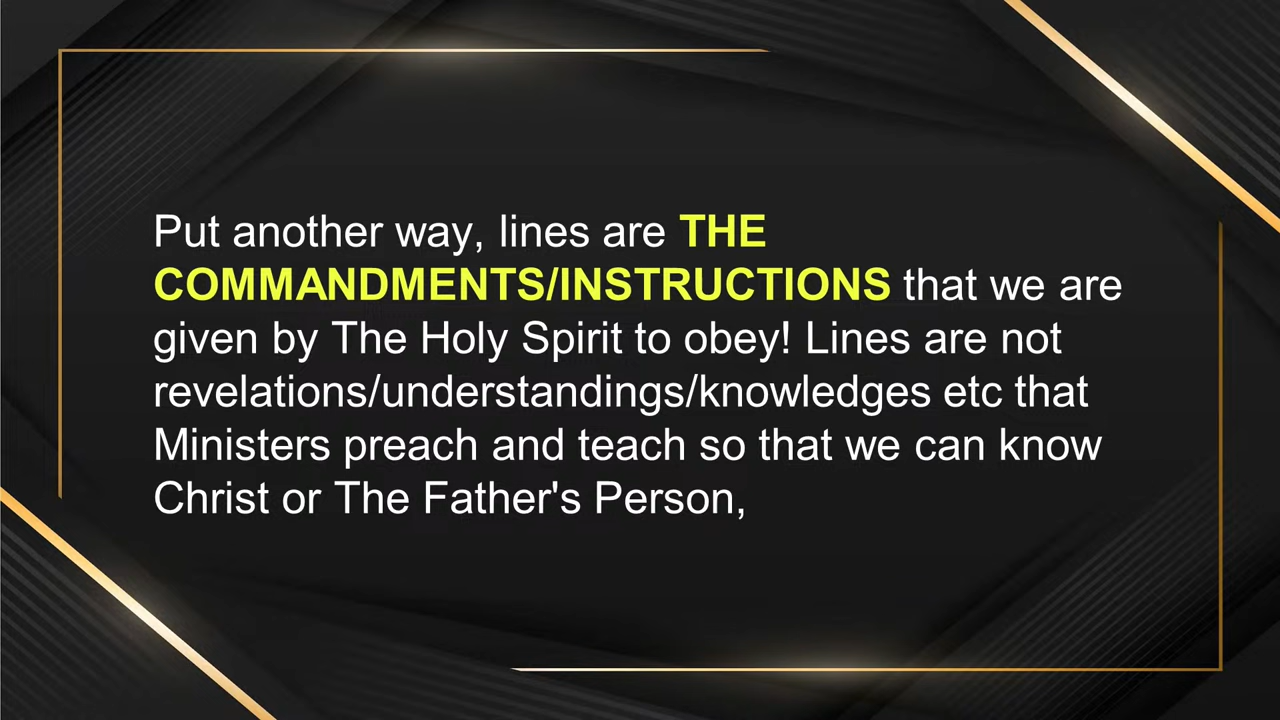 Put another way, lines are THE
COMMANDMENTS/INSTRUCTIONS that we are
given by The Holy Spirit to obey! Lines are not
revelations/understandings/knowledges etc that
Ministers preach and teach so that we can know
Christ or The Father's Person,